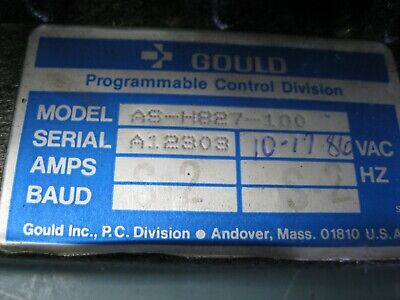 GOULD
Programmable Control Division
MODEL AS-H827-100
SERIAL A12303 10-17 86 VAC
AMPS HZ
BAUD
Gould Inc., P.C. Division • Andover, Mass. 01810 U.S.A